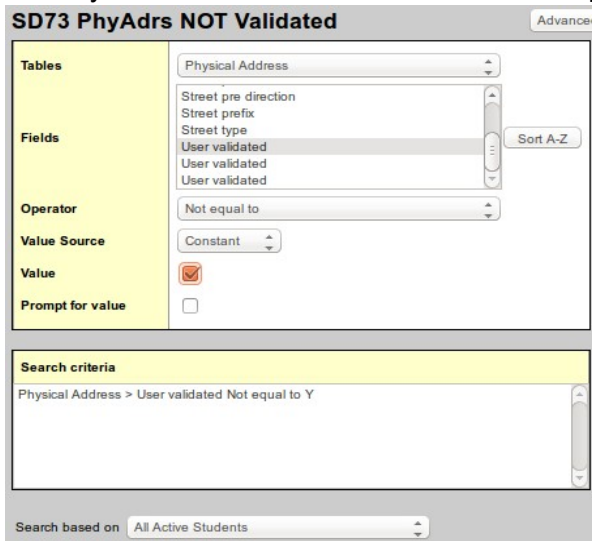 SD73 PhyAdrs NOT Validated
Advance
Tables
Physical Address
Fields
Street pre direction
Street prefix
Street type
User validated
User validated
User validated
Sort A-Z
Operator
Not equal to
Value Source
Constant
Value
Prompt for value
Search criteria
Physical Address > User validated Not equal to Y
Search based on
All Active Students